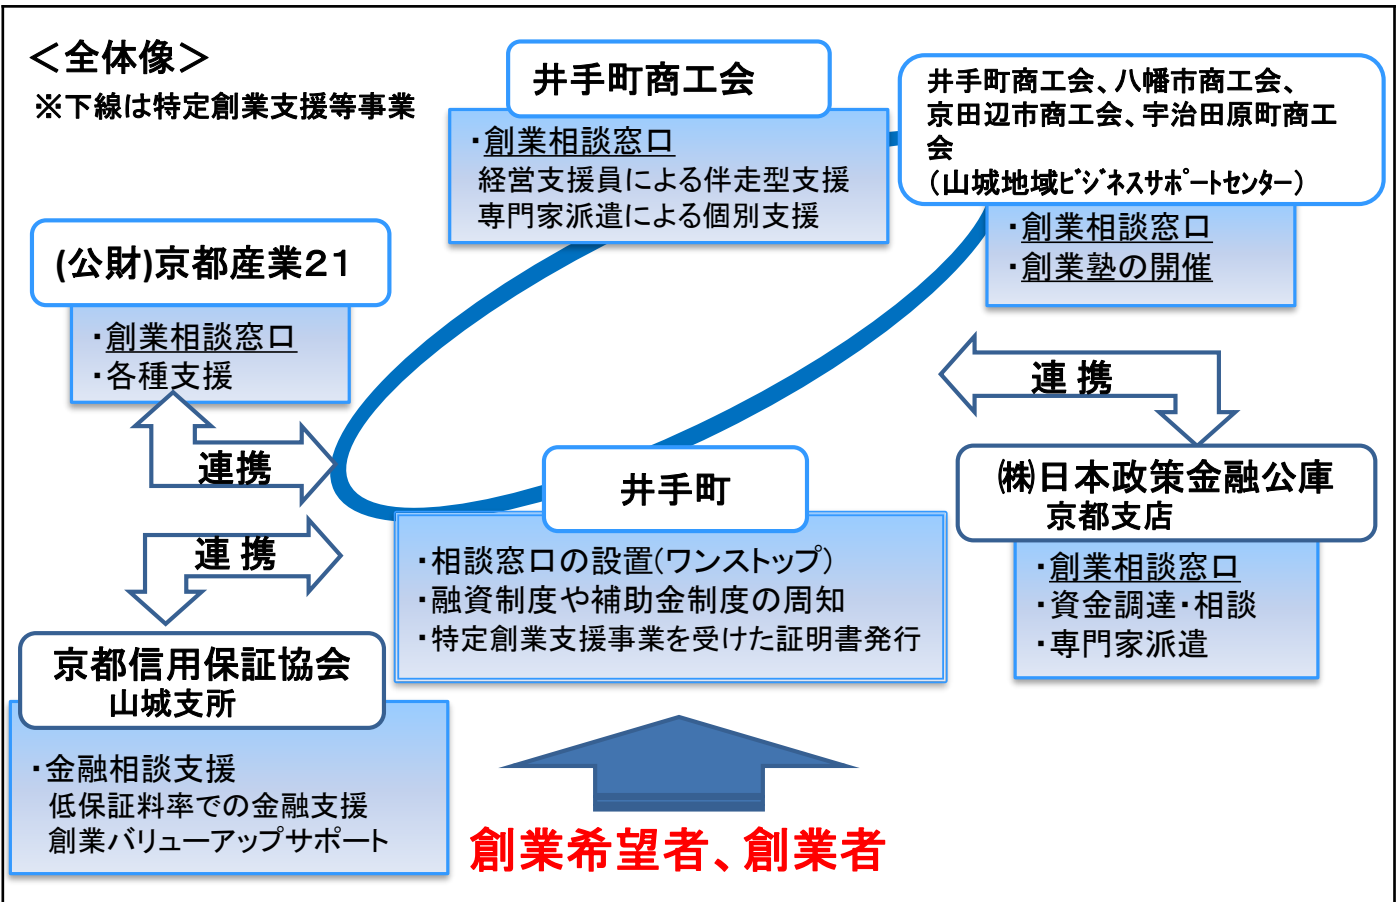 ＜全体像＞
※下線は特定創業支援等事業
井手町商工会
・創業相談窓口
経営支援員による伴走型支援
専門家派遣による個別支援
井手町商工会、八幡市商工会、
京田辺市商工会、宇治田原町商工
会
（山城地域ﾋﾞｼﾞﾈｽｻﾎﾟｰﾄｾﾝﾀｰ）
・創業相談窓口
・創業塾の開催
(公財)京都産業２１
・創業相談窓口
・各種支援
連携
連 携
井手町
・相談窓口の設置(ワンストップ)
・融資制度や補助金制度の周知
・特定創業支援事業を受けた証明書発行
㈱日本政策金融公庫
京都支店
・創業相談窓口
・資金調達・相談
・専門家派遣
連 携
京都信用保証協会
山城支所
・金融相談支援
低保証料率での金融支援
創業バリューアップサポート
創業希望者、創業者